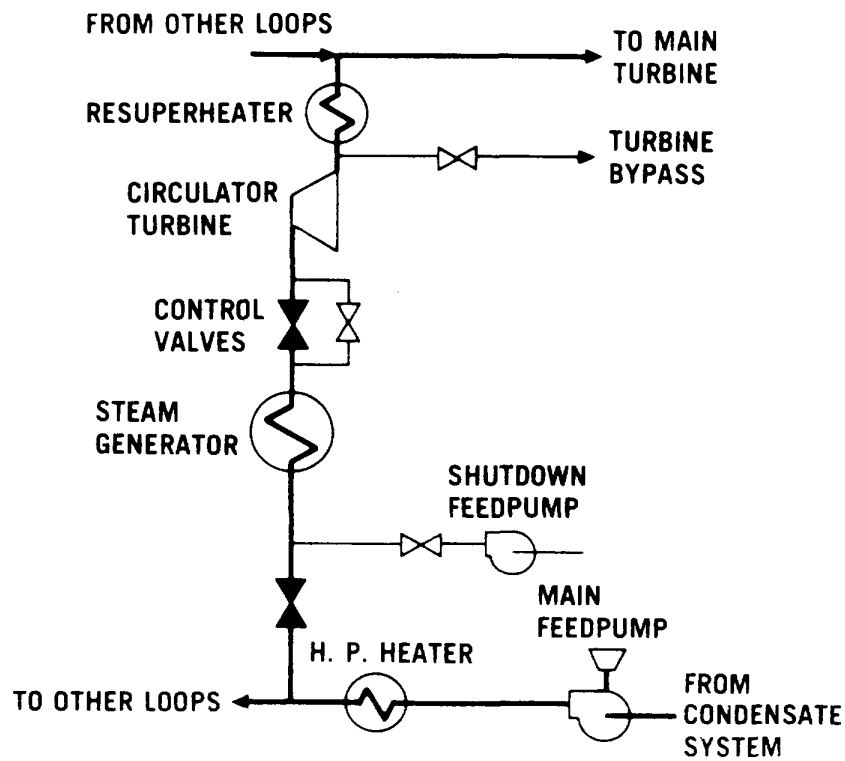 FROM OTHER LOOPS
TO MAIN
TURBINE
RESUPERHEATER
TURBINE
BYPASS
CIRCULATOR
TURBINE
CONTROL
VALVES
STEAM
GENERATOR
SHUTDOWN
FEEDPUMP
MAIN
FEEDPUMP
H. P. HEATER
TO OTHER LOOPS
FROM
CONDENSATE
SYSTEM